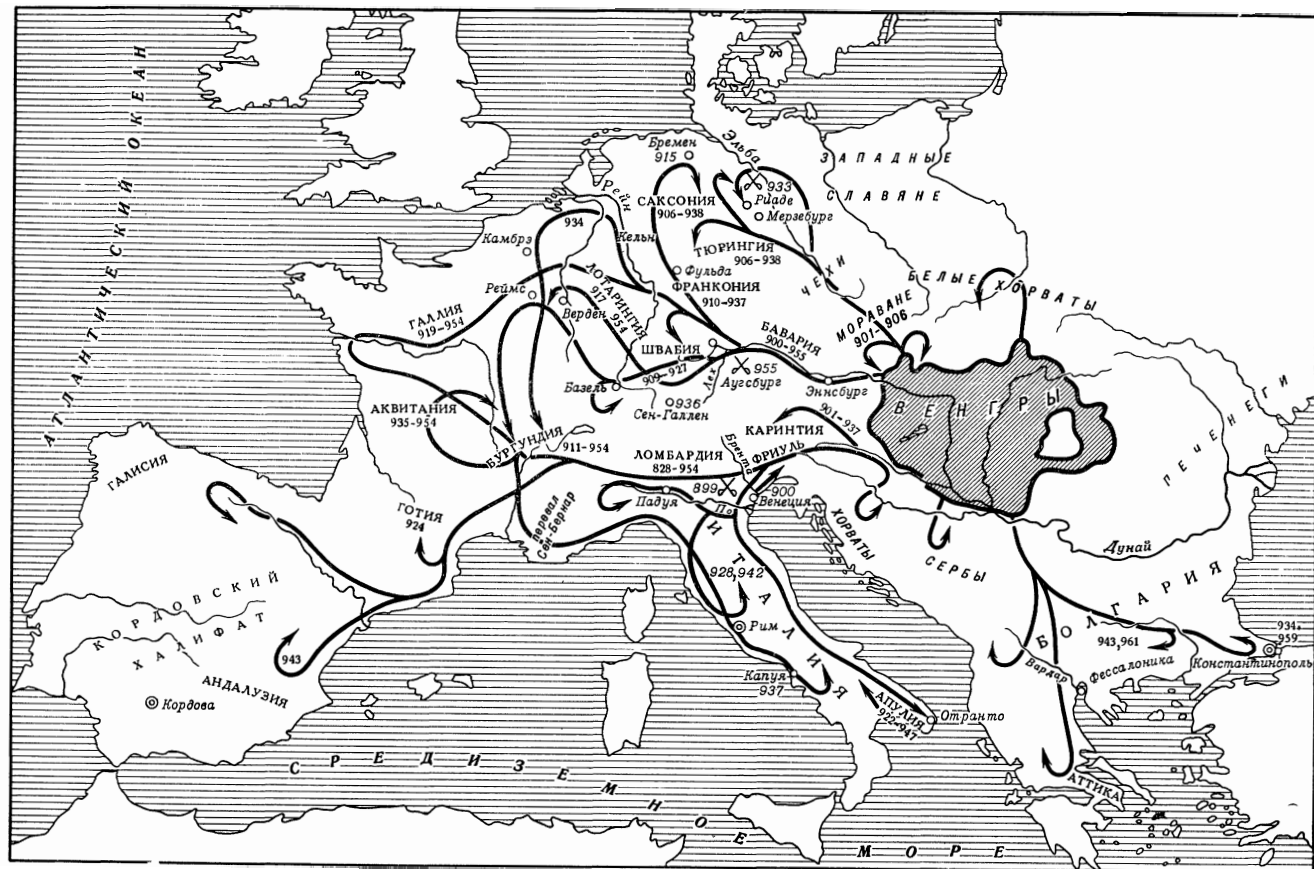 АТЛАНТИЧЕСКИЙ ОКЕАН
Бремен
915
Эльба
ЗАПАДНЫЕ
СЛАВЯНЕ
933
Риаде
Мерзебург
Рейн
САКСОНИЯ
906-938
934
Камбрэ
Кельн
ТЮРИНГИЯ
906-938
Фульда
ФРАНКОНИЯ
910-937
ЧЕХИ
БЕЛЫЕ ХОРВАТЫ
ЛОТАРИНГИЯ
917
954
Реймс
Верден
ГАЛЛИЯ
919-954
МОРАВАНЕ
901-906
БАВАРИЯ
900-955
ШВАБИЯ
909-927
Лех
955
Аугсбург
Эннсбург
Базель
936
Сен-Галлен
ВЕНГРЫ
ПЕЧЕНЕГИ
АКВИТАНИЯ
935-954
БУРГУНДИЯ
911-954
901-937
КАРИНТИЯ
ЛОМБАРДИЯ
828-954
Брента
ФРИУЛЬ
899
900
Венеция
Падуя
По
перевал
Сен-Бернар
ГАЛИСИЯ
ГОТИЯ
924
ХОРВАТЫ
СЕРБЫ
Дунай
БОЛГАРИЯ
ИТАЛИЯ
928,942
Рим
КОРДОВСКИЙ
ХАЛИФАТ
943
АНДАЛУЗИЯ
Кордова
Капуя
937
АПУЛИЯ
922-947
Отранто
Вардар
Фессалоника
943,961
934,
959
Константинополь
АТТИКА
СРЕДИЗЕМНОЕ МОРЕ